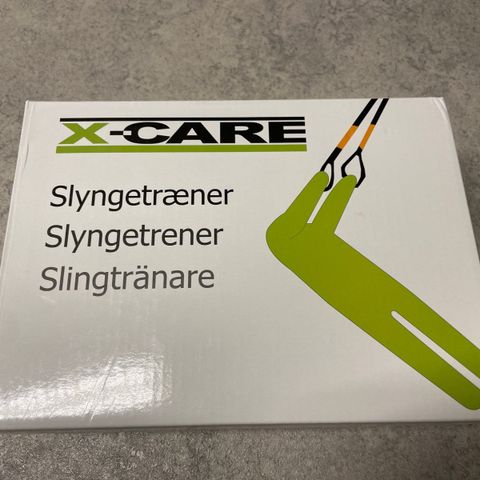 X-CARE
Slyngetræner
Slyngetrener
Slingtränare